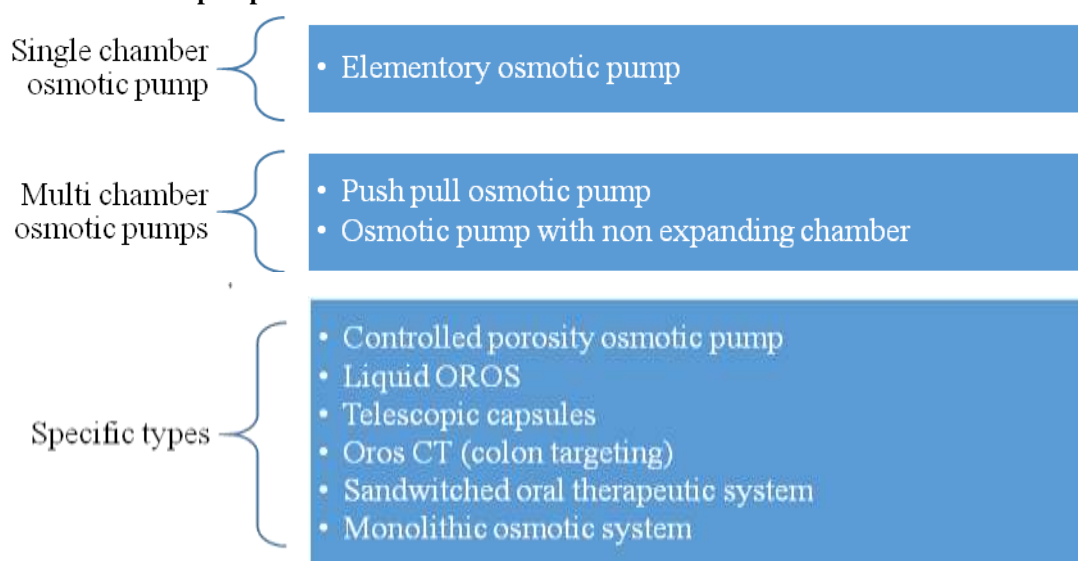 Single chamber
osmotic pump
• Elementory osmotic pump
Multi chamber
osmotic pumps
• Push pull osmotic pump
• Osmotic pump with non expanding chamber
Specific types
• Controlled porosity osmotic pump
• Liquid OROS
• Telescopic capsules
• Oros CT (colon targeting)
• Sandwitched oral therapeutic system
• Monolithic osmotic system